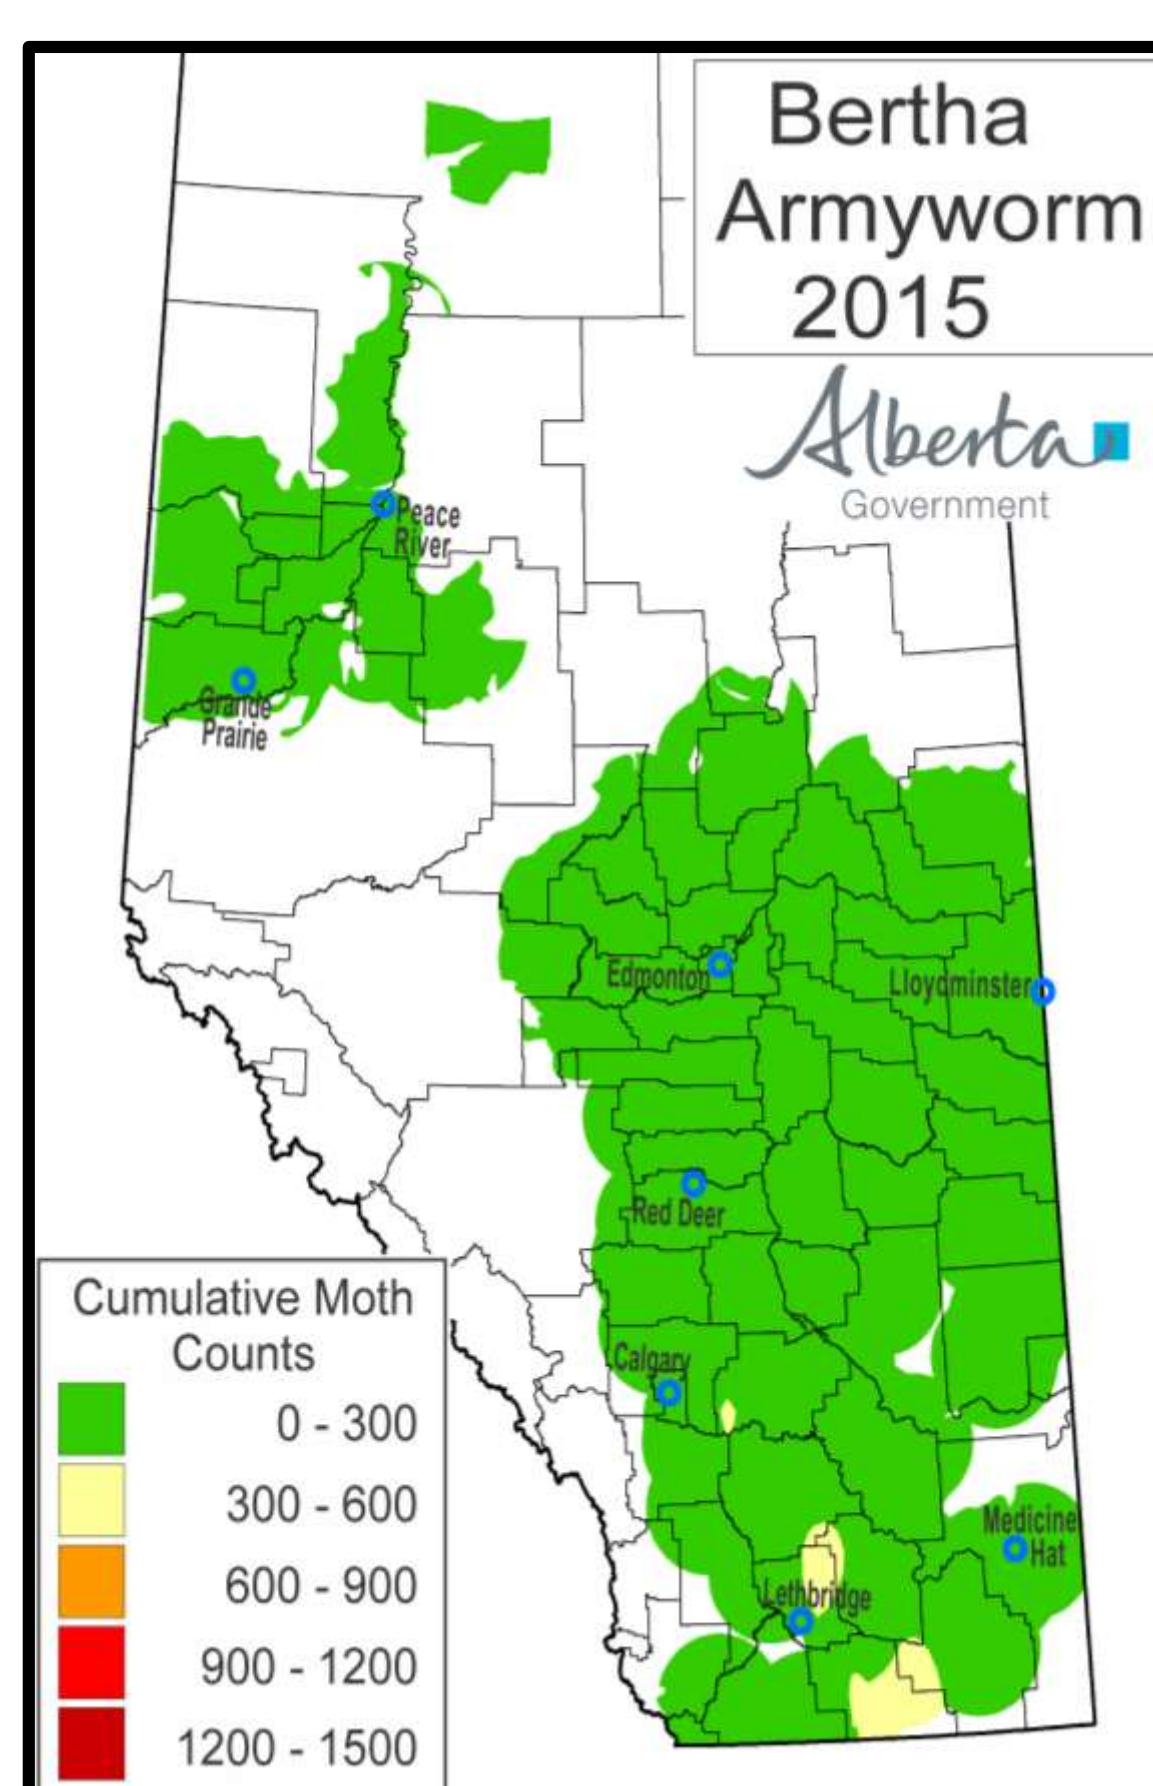 Bertha
Armyworm
2015
Alberta
Government
Peace
River
Grande
Prairie
Edmonton
Lloydminster
Red Deer
Calgary
Medicine
Hat
Lethbridge
Cumulative Moth
Counts
0 - 300
300 - 600
600 - 900
900 - 1200
1200 - 1500